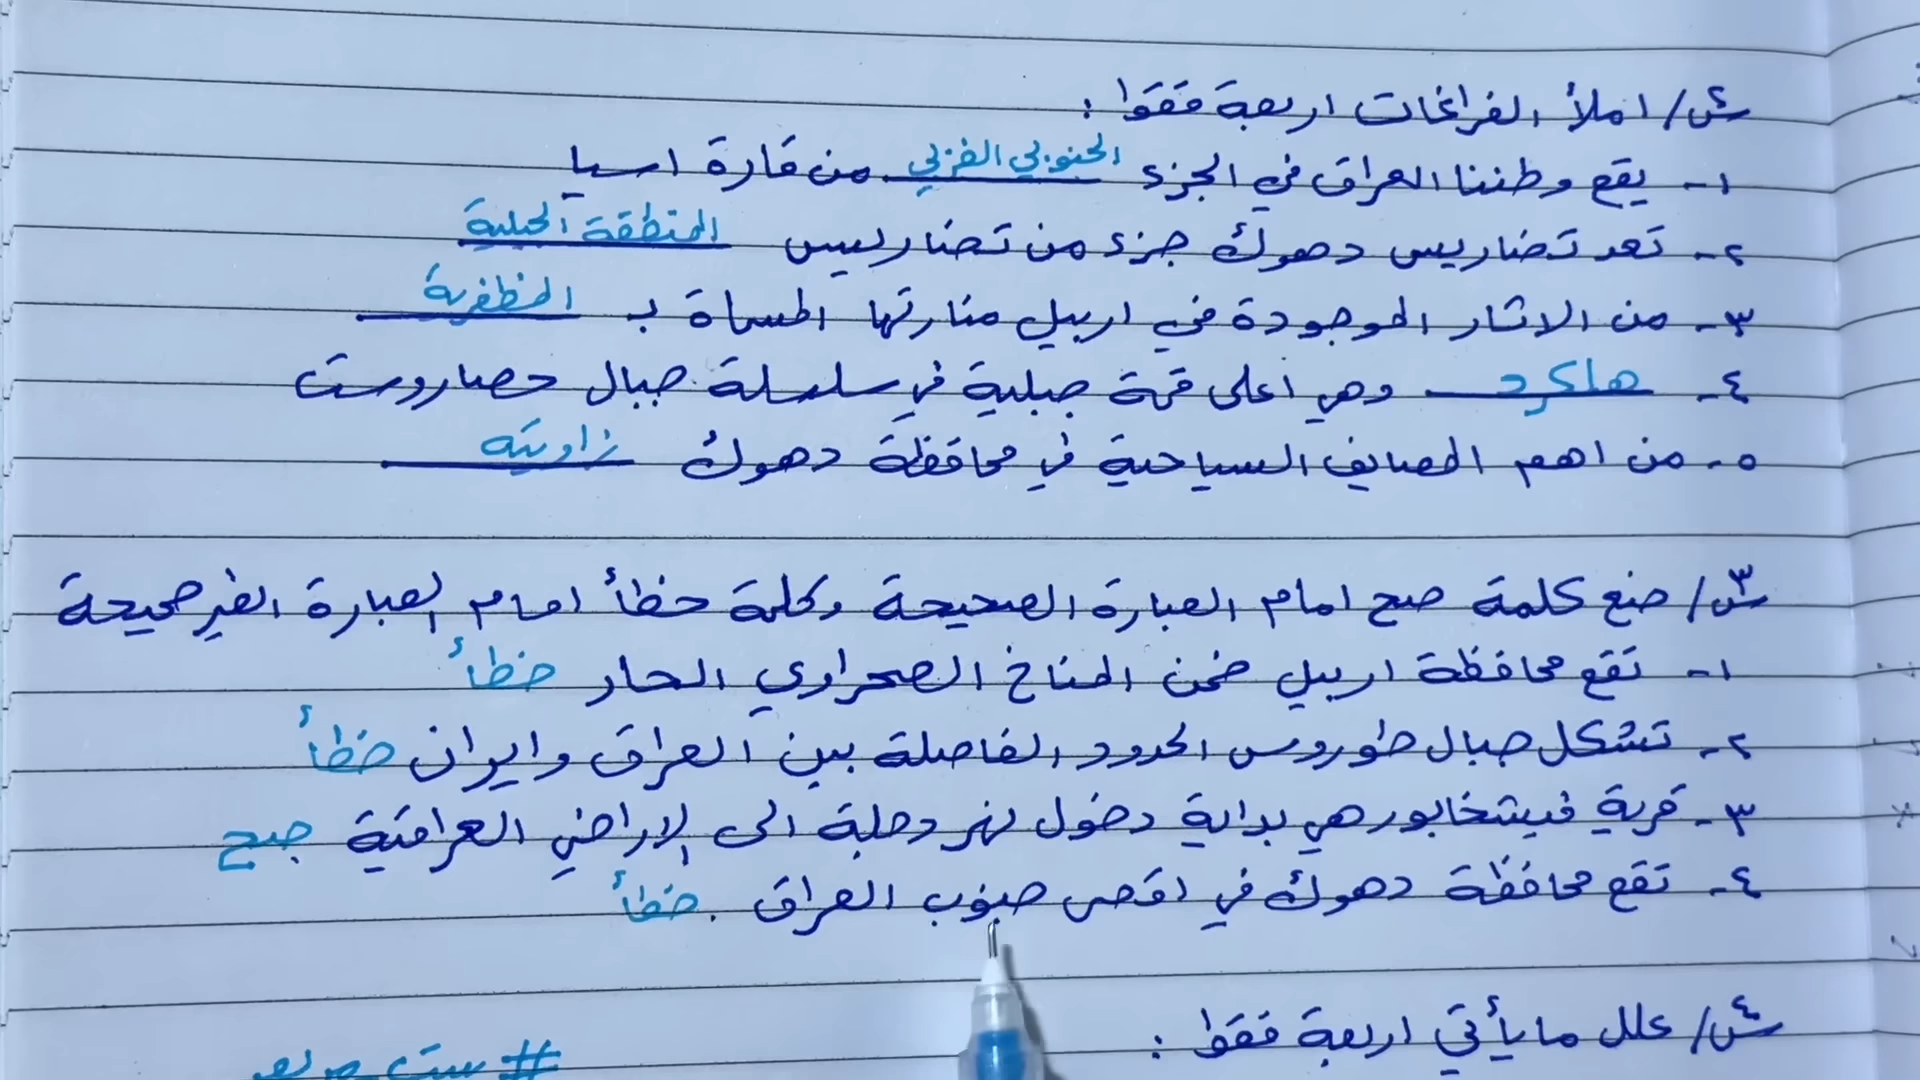 س٢/ املأ الفراغات اربعة فقط :
١- يقع وطننا العراق في الجزء الجنوبي الغربي من قارة اسيا
٢- تعد تضاريس دهوك جزء من تضاريس المنطقة الجبلية
٣- من الاثار الموجودة في اربيل منارتها المسماة بـ المظفرية
٤- هلكرد وهي أعلى قمة جبلية في سلسلة جبال حصاروست
٥- من اهم المصايف السياحية في محافظة دهوك زاويته
س٣/ ضع كلمة صح امام العبارة الصحيحة وكلمة خطأ امام العبارة الغير صحيحة
١- تقع محافظة اربيل ضمن المناخ الصحراوي الحار خطأ
٢- تشكل جبال طوروس الحدود الفاصلة بين العراق وايران خطأ
٣- قرية فيشخابور هي بداية دخول نهر دجلة الى الاراضي العراقية صح
٤- تقع محافظة دهوك في اقصى جنوب العراق . خطأ
س٤/ علل ما يأتي اربعة فقط :
#ست